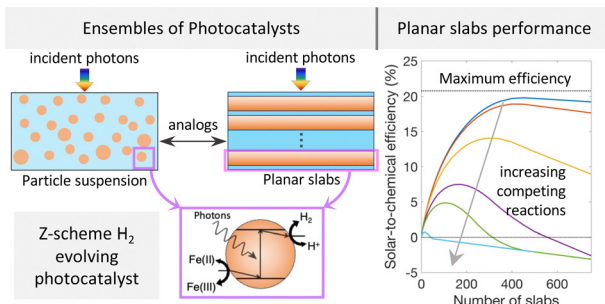 Ensembles of Photocatalysts
Planar slabs performance
incident photons
incident photons
analogs
Particle suspension
Planar slabs
Z-scheme H2
evolving
photocatalyst
Photons
H2
H+
Fe(II)
Fe(III)
Solar-to-chemical efficiency (%)
25
20
15
10
5
0
-5
Maximum efficiency
increasing
competing
reactions
0
200
400
600
Number of slabs